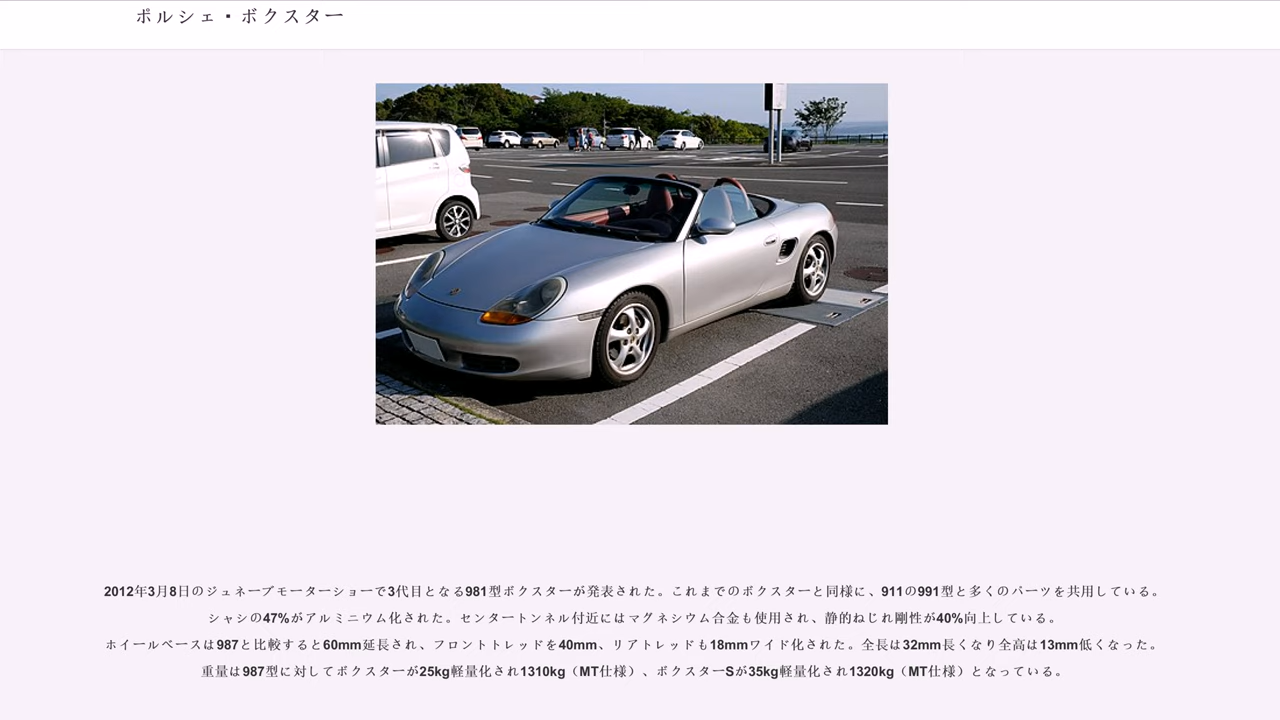 ポルシェ・ボクスター
2012年3月8日のジュネーブモーターショーで3代目となる981型ボクスターが発表された。これまでのボクスターと同様に、911の991型と多くのパーツを共用している。
シャシの47%がアルミニウム化された。センタートンネル付近にはマグネシウム合金も使用され、静的ねじれ剛性が40%向上している。
ホイールベースは987と比較すると60mm延長され、フロントトレッドを40mm、リアトレッドも18mmワイド化された。全長は32mm長くなり全高は13mm低くなった。
重量は987型に対してボクスターが25kg軽量化され1310kg（MT仕様）、ボクスターSが35kg軽量化され1320kg（MT仕様）となっている。